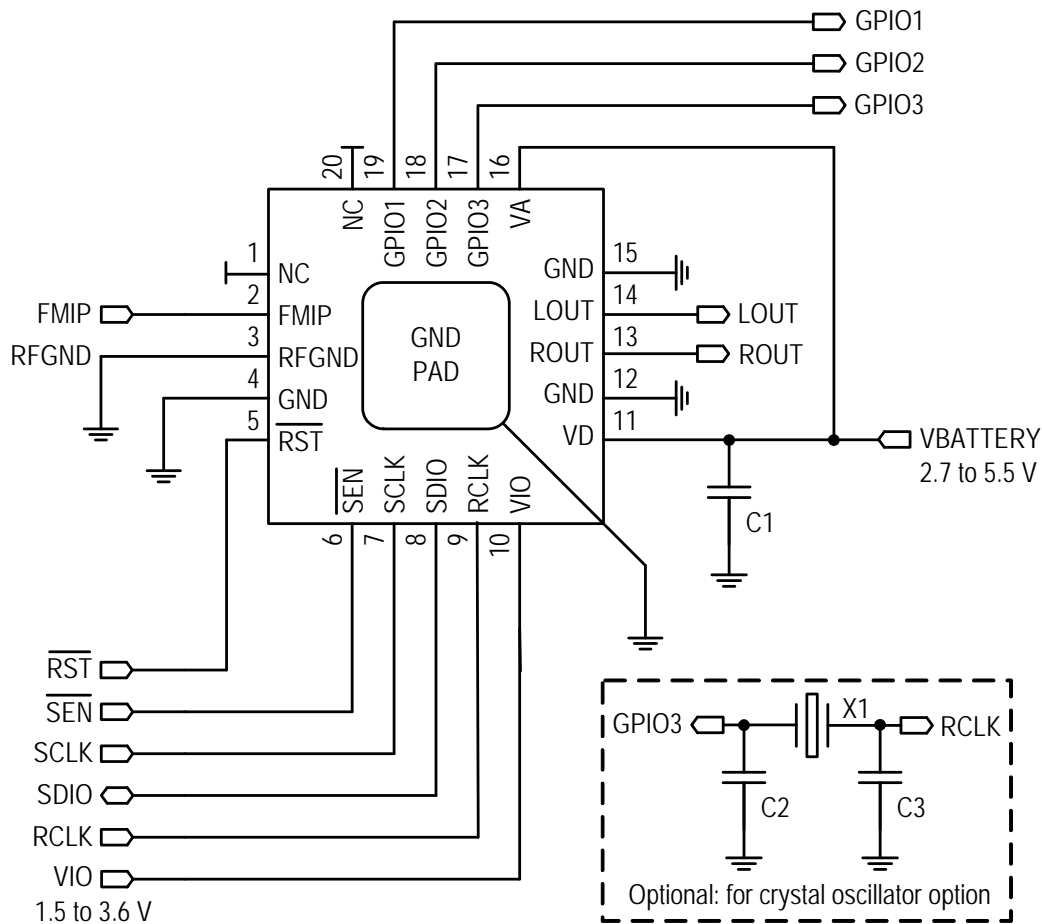 GPIO1
GPIO2
GPIO3
20
19
18
17
16
NC
GPIO1
GPIO2
GPIO3
VA
1
NC
2
FMIP
FMIP
3
RFGND
RFGND
4
GND
5
RST
GND
PAD
15
GND
14
LOUT
LOUT
13
ROUT
ROUT
12
GND
11
VD
VBATTERY
2.7 to 5.5 V
C1
SEN
SCLK
SDIO
RCLK
VIO
6
7
8
9
10
RST
SEN
SCLK
SDIO
RCLK
VIO
1.5 to 3.6 V
GPIO3
X1
RCLK
C2
C3
Optional: for crystal oscillator option